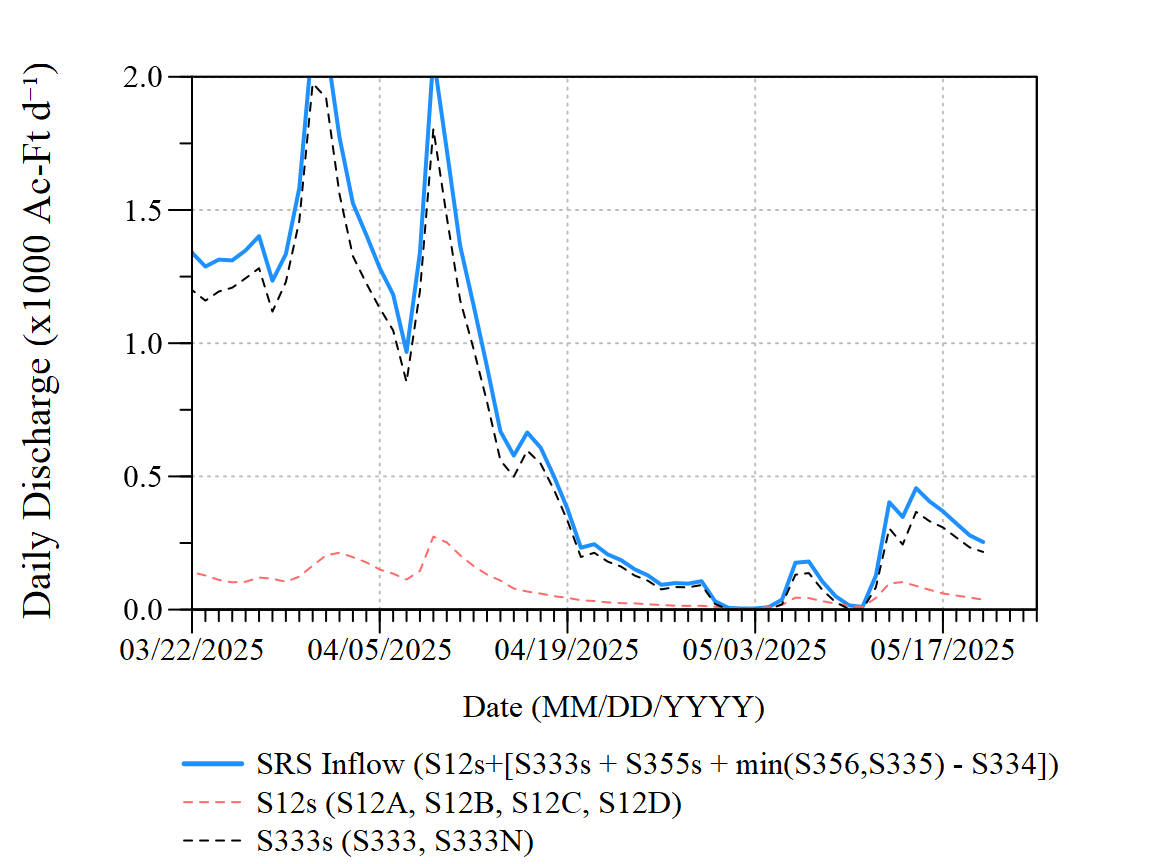 Daily Discharge (x1000 Ac-Ft d⁻¹)
2.0
1.5
1.0
0.5
0.0
03/22/2025 04/05/2025 04/19/2025 05/03/2025 05/17/2025
Date (MM/DD/YYYY)
SRS Inflow (S12s+[S333s + S355s + min(S356,S335) - S334])
S12s (S12A, S12B, S12C, S12D)
S333s (S333, S333N)